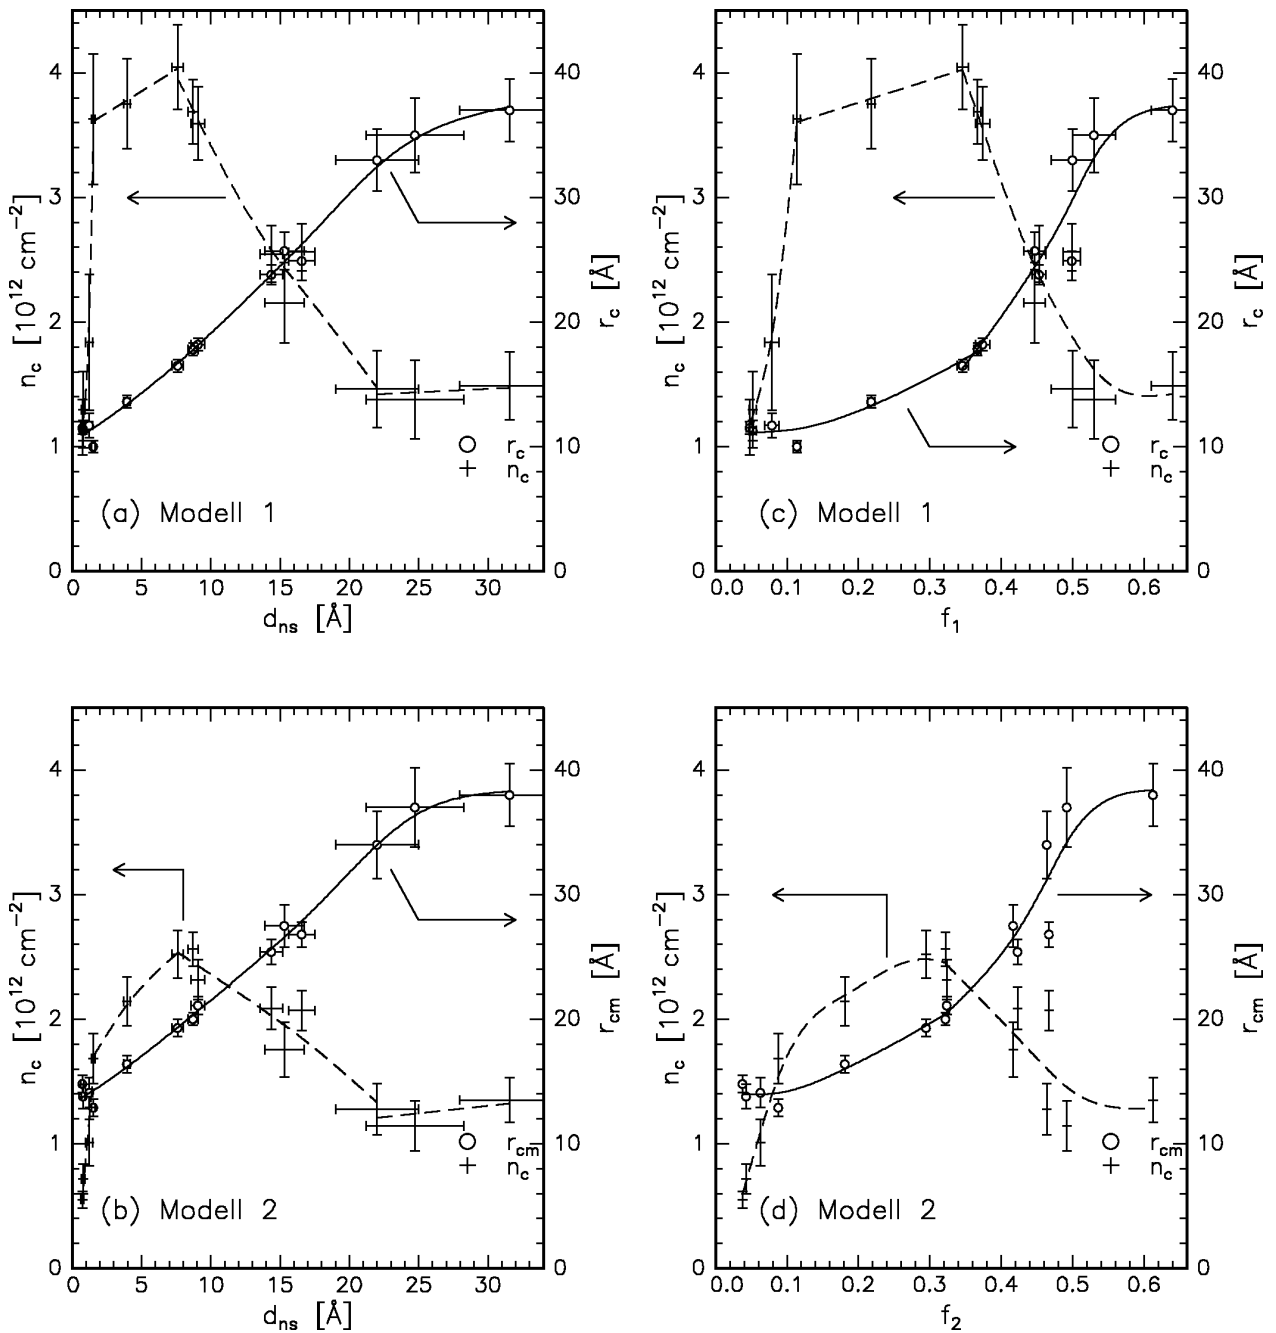 4
3
2
1
0
n_c [10^12 cm^−2]
40
30
20
10
0
r_c [Å]
r_c
n_c
(a) Modell 1
0 5 10 15 20 25 30
d_ns [Å]
4
3
2
1
0
n_c [10^12 cm^−2]
40
30
20
10
0
r_c [Å]
r_c
n_c
(c) Modell 1
0.0 0.1 0.2 0.3 0.4 0.5 0.6
f_1
4
3
2
1
0
n_c [10^12 cm^−2]
40
30
20
10
0
r_cm [Å]
r_cm
n_c
(b) Modell 2
0 5 10 15 20 25 30
d_ns [Å]
4
3
2
1
0
n_c [10^12 cm^−2]
40
30
20
10
0
r_cm [Å]
r_cm
n_c
(d) Modell 2
0.0 0.1 0.2 0.3 0.4 0.5 0.6
f_2